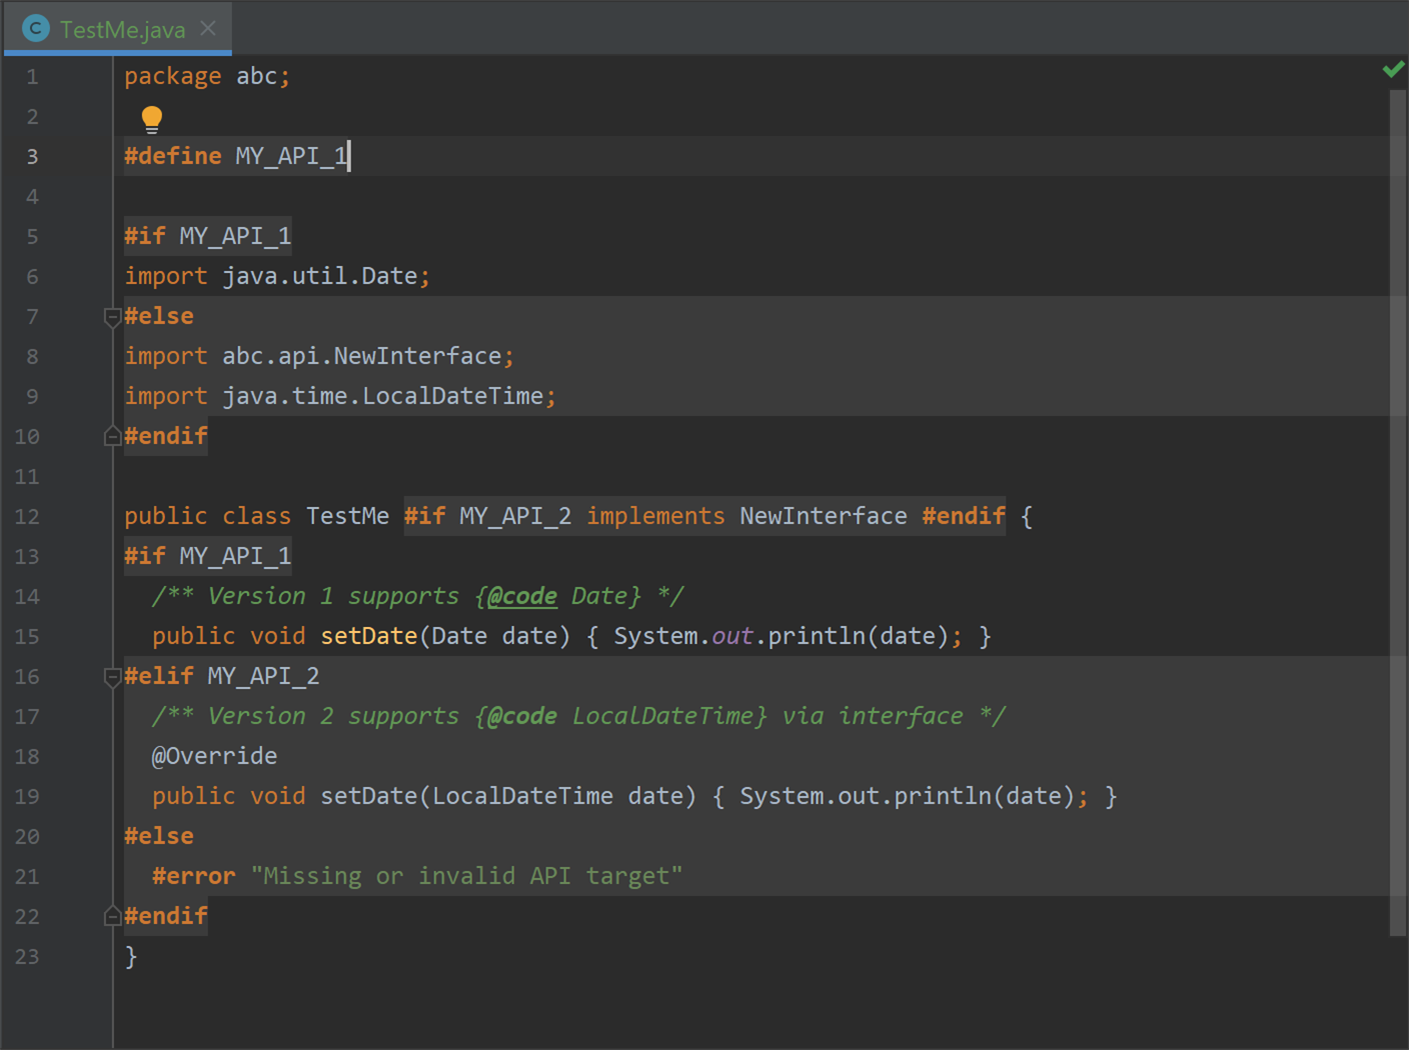 C TestMe.java
1 package abc;
2
3 #define MY_API_1
4
5 #if MY_API_1
6 import java.util.Date;
7 #else
8 import abc.api.NewInterface;
9 import java.time.LocalDateTime;
10 #endif
11
12 public class TestMe #if MY_API_2 implements NewInterface #endif {
13 #if MY_API_1
14   /** Version 1 supports {@code Date} */
15   public void setDate(Date date) { System.out.println(date); }
16 #elif MY_API_2
17   /** Version 2 supports {@code LocalDateTime} via interface */
18   @Override
19   public void setDate(LocalDateTime date) { System.out.println(date); }
20 #else
21   #error "Missing or invalid API target"
22 #endif
23 }